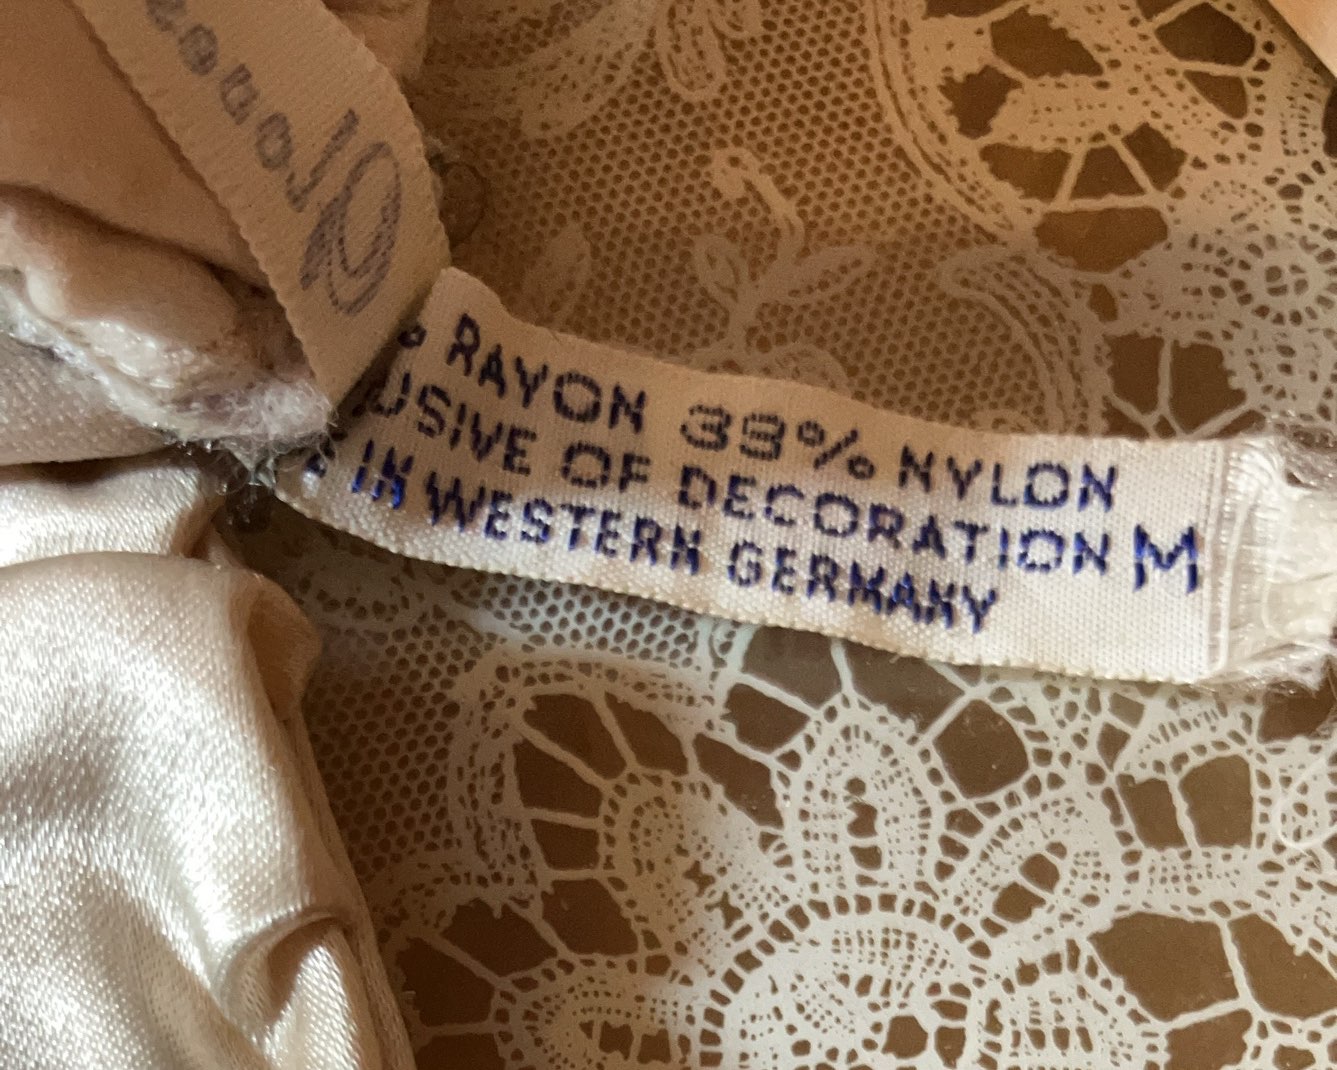 % RAYON 33% NYLON
USIVE OF DECORATION M
IN WESTERN GERMANY